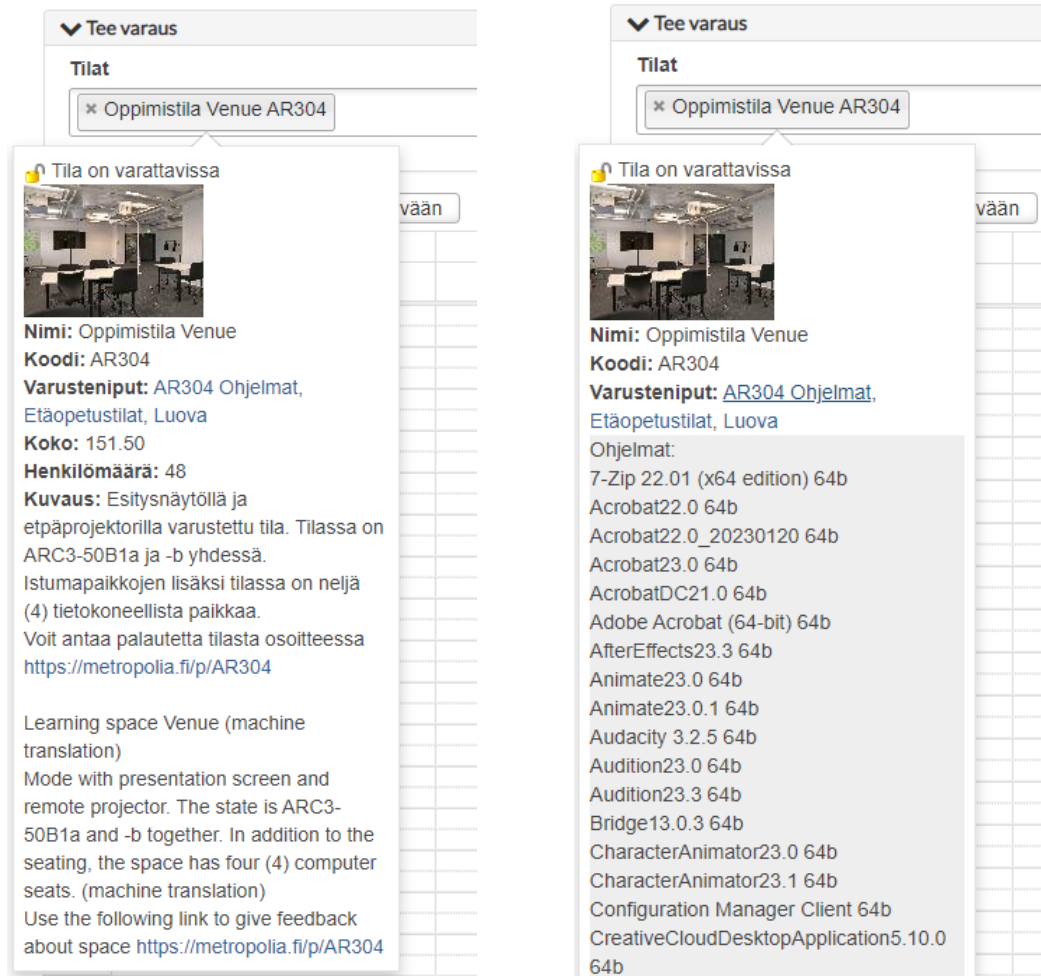 Tee varaus
Tilat
× Oppimistila Venue AR304
Tila on varattavissa
vään
Nimi: Oppimistila Venue
Koodi: AR304
Varusteniput: AR304 Ohjelmat,
Etäopetustilat, Luova
Koko: 151.50
Henkilömäärä: 48
Kuvaus: Esitysnäytöllä ja
etpäprojektorilla varustettu tila. Tilassa on
ARC3-50B1a ja -b yhdessä.
Istumapaikkojen lisäksi tilassa on neljä
(4) tietokoneellista paikkaa.
Voit antaa palautetta tilasta osoitteessa
https://metropolia.fi/p/AR304
Learning space Venue (machine
translation)
Mode with presentation screen and
remote projector. The state is ARC3-
50B1a and -b together. In addition to the
seating, the space has four (4) computer
seats. (machine translation)
Use the following link to give feedback
about space https://metropolia.fi/p/AR304
Tee varaus
Tilat
× Oppimistila Venue AR304
Tila on varattavissa
vään
Nimi: Oppimistila Venue
Koodi: AR304
Varusteniput: AR304 Ohjelmat,
Etäopetustilat, Luova
Ohjelmat:
7-Zip 22.01 (x64 edition) 64b
Acrobat22.0 64b
Acrobat22.0_20230120 64b
Acrobat23.0 64b
AcrobatDC21.0 64b
Adobe Acrobat (64-bit) 64b
AfterEffects23.3 64b
Animate23.0 64b
Animate23.0.1 64b
Audacity 3.2.5 64b
Audition23.0 64b
Audition23.3 64b
Bridge13.0.3 64b
CharacterAnimator23.0 64b
CharacterAnimator23.1 64b
Configuration Manager Client 64b
CreativeCloudDesktopApplication5.10.0
64b